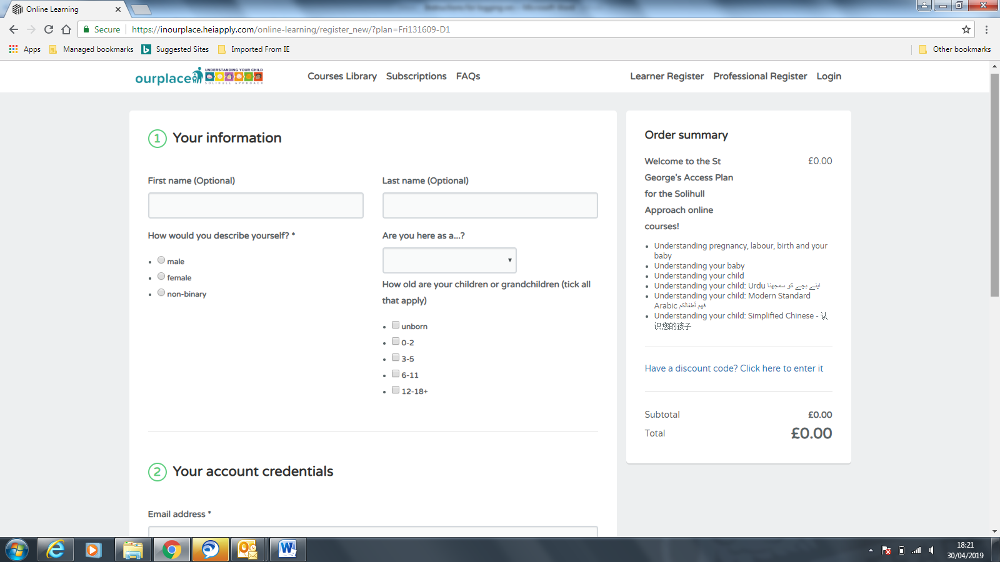 Online Learning
Secure
https://inourplace.heiapply.com/online-learning/register_new/?plan=Fri131609-D1
Apps
Managed bookmarks
Suggested Sites
Imported From IE
Other bookmarks
ourplace
UNDERSTANDING YOUR CHILD
SOLIHULL APPROACH
Courses Library
Subscriptions
FAQs
Learner Register
Professional Register
Login
1 Your information
First name (Optional)
Last name (Optional)
How would you describe yourself? *
male
female
non-binary
Are you here as a...?
How old are your children or grandchildren (tick all
that apply)
unborn
0-2
3-5
6-11
12-18+
2 Your account credentials
Email address *
Order summary
Welcome to the St £0.00
George's Access Plan
for the Solihull
Approach online
courses!
Understanding pregnancy, labour, birth and your
baby
Understanding your baby
Understanding your child
Understanding your child: Urdu اپنے بچے کو سمجھنا
Understanding your child: Modern Standard
Arabic فهم أطفالكم
Understanding your child: Simplified Chinese - 认
识您的孩子
Have a discount code? Click here to enter it
Subtotal £0.00
Total £0.00
18:21
30/04/2019